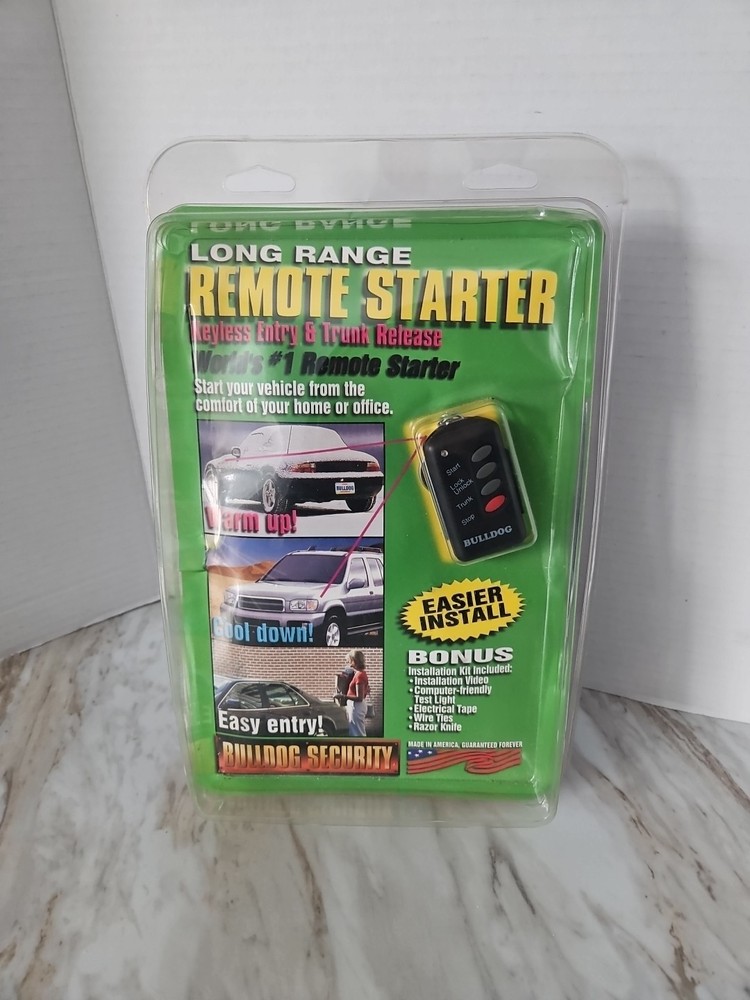 LONG RANGE
LONG RANGE
REMOTE STARTER
Keyless Entry & Trunk Release
World's #1 Remote Starter
Start your vehicle from the
comfort of your home or office.
BULLDOG
Warm up!
Cool down!
Easy entry!
BULLDOG SECURITY
Start
Lock
Unlock
Trunk
Stop
BULLDOG
EASIER
INSTALL
BONUS
Installation Kit Included:
• Installation Video
• Computer-friendly
Test Light
• Electrical Tape
• Wire Ties
• Razor Knife
MADE IN AMERICA, GUARANTEED FOREVER